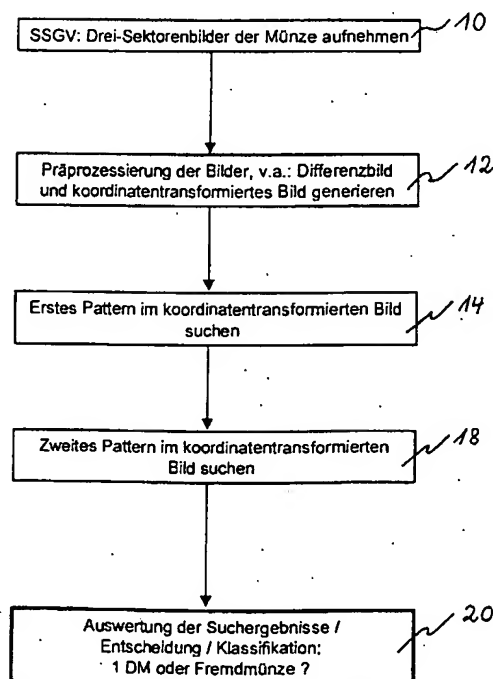 SSGV: Drei-Sektorenbilder der Münze aufnehmen
10
Präprozessierung der Bilder, v.a.: Differenzbild
und koordinatentransformiertes Bild generieren
12
Erstes Pattern im koordinatentransformierten Bild
suchen
14
Zweites Pattern im koordinatentransformierten
Bild suchen
18
Auswertung der Suchergebnisse /
Entscheidung / Klassifikation:
1 DM oder Fremdmünze ?
20